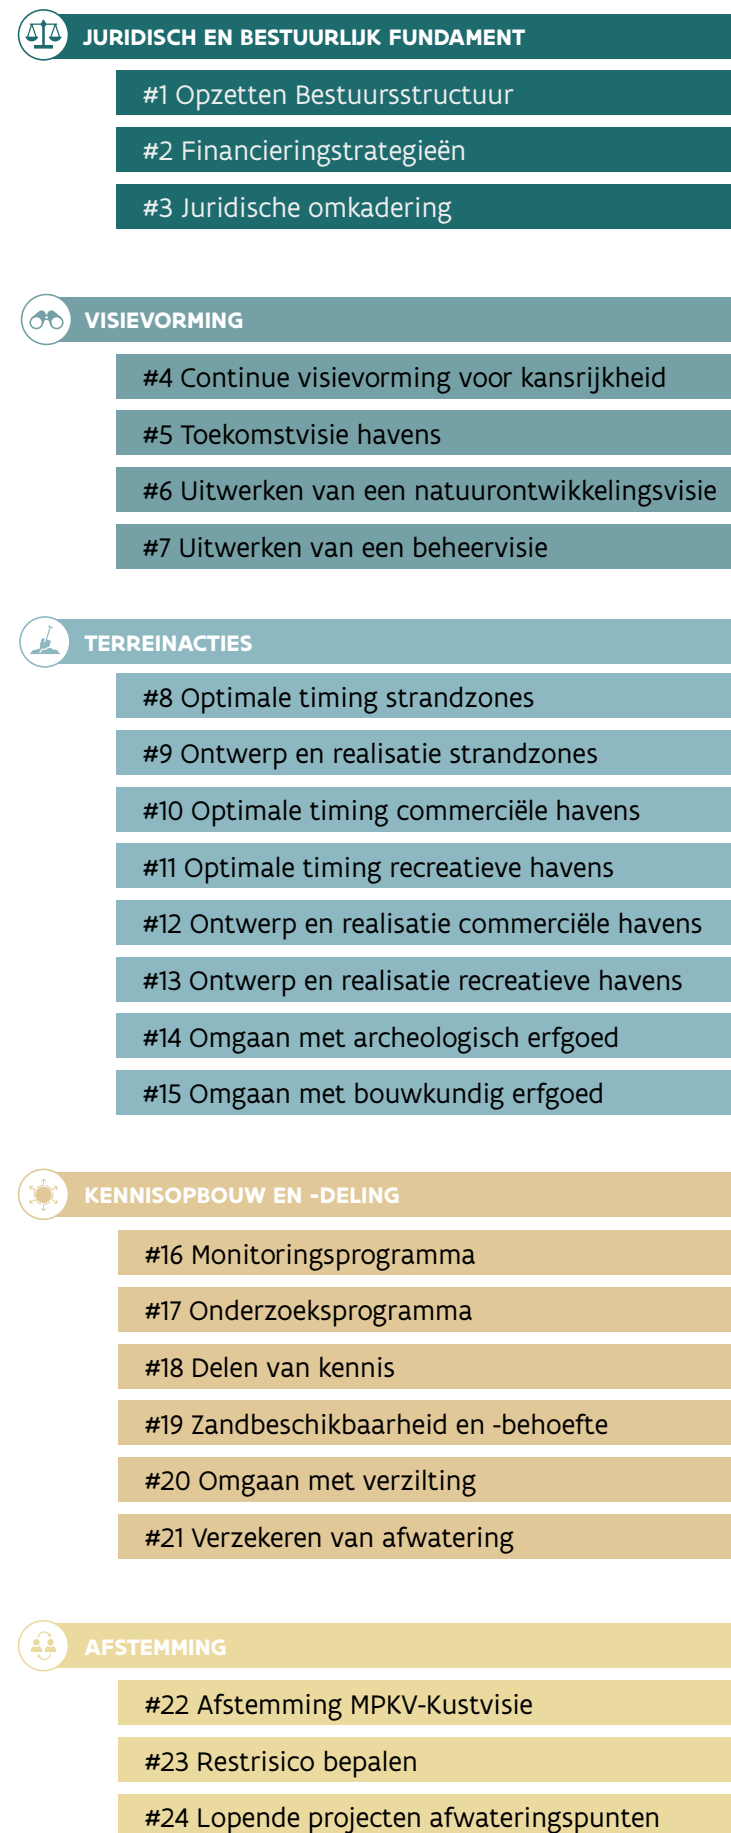 JURIDISCH EN BESTUURLIJK FUNDAMENT
#1 Opzetten Bestuursstructuur
#2 Financieringstrategieën
#3 Juridische omkadering
VISIEVORMING
#4 Continue visievorming voor kansrijkheid
#5 Toekomstvisie havens
#6 Uitwerken van een natuurontwikkelingsvisie
#7 Uitwerken van een beheervisie
TERREINACTIES
#8 Optimale timing strandzones
#9 Ontwerp en realisatie strandzones
#10 Optimale timing commerciële havens
#11 Optimale timing recreatieve havens
#12 Ontwerp en realisatie commerciële havens
#13 Ontwerp en realisatie recreatieve havens
#14 Omgaan met archeologisch erfgoed
#15 Omgaan met bouwkundig erfgoed
KENNISOPBOUW EN -DELING
#16 Monitoringsprogramma
#17 Onderzoeksprogramma
#18 Delen van kennis
#19 Zandbeschikbaarheid en -behoefte
#20 Omgaan met verzilting
#21 Verzekeren van afwatering
AFSTEMMING
#22 Afstemming MPKV-Kustvisie
#23 Restrisico bepalen
#24 Lopende projecten afwateringspunten